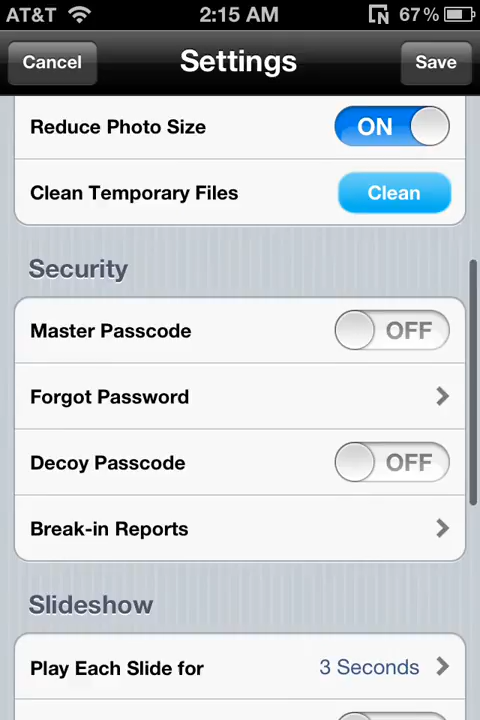 AT&T 2:15 AM 67%
Cancel Settings Save
Reduce Photo Size ON
Clean Temporary Files Clean
Security
Master Passcode OFF
Forgot Password
Decoy Passcode OFF
Break-in Reports
Slideshow
Play Each Slide for 3 Seconds